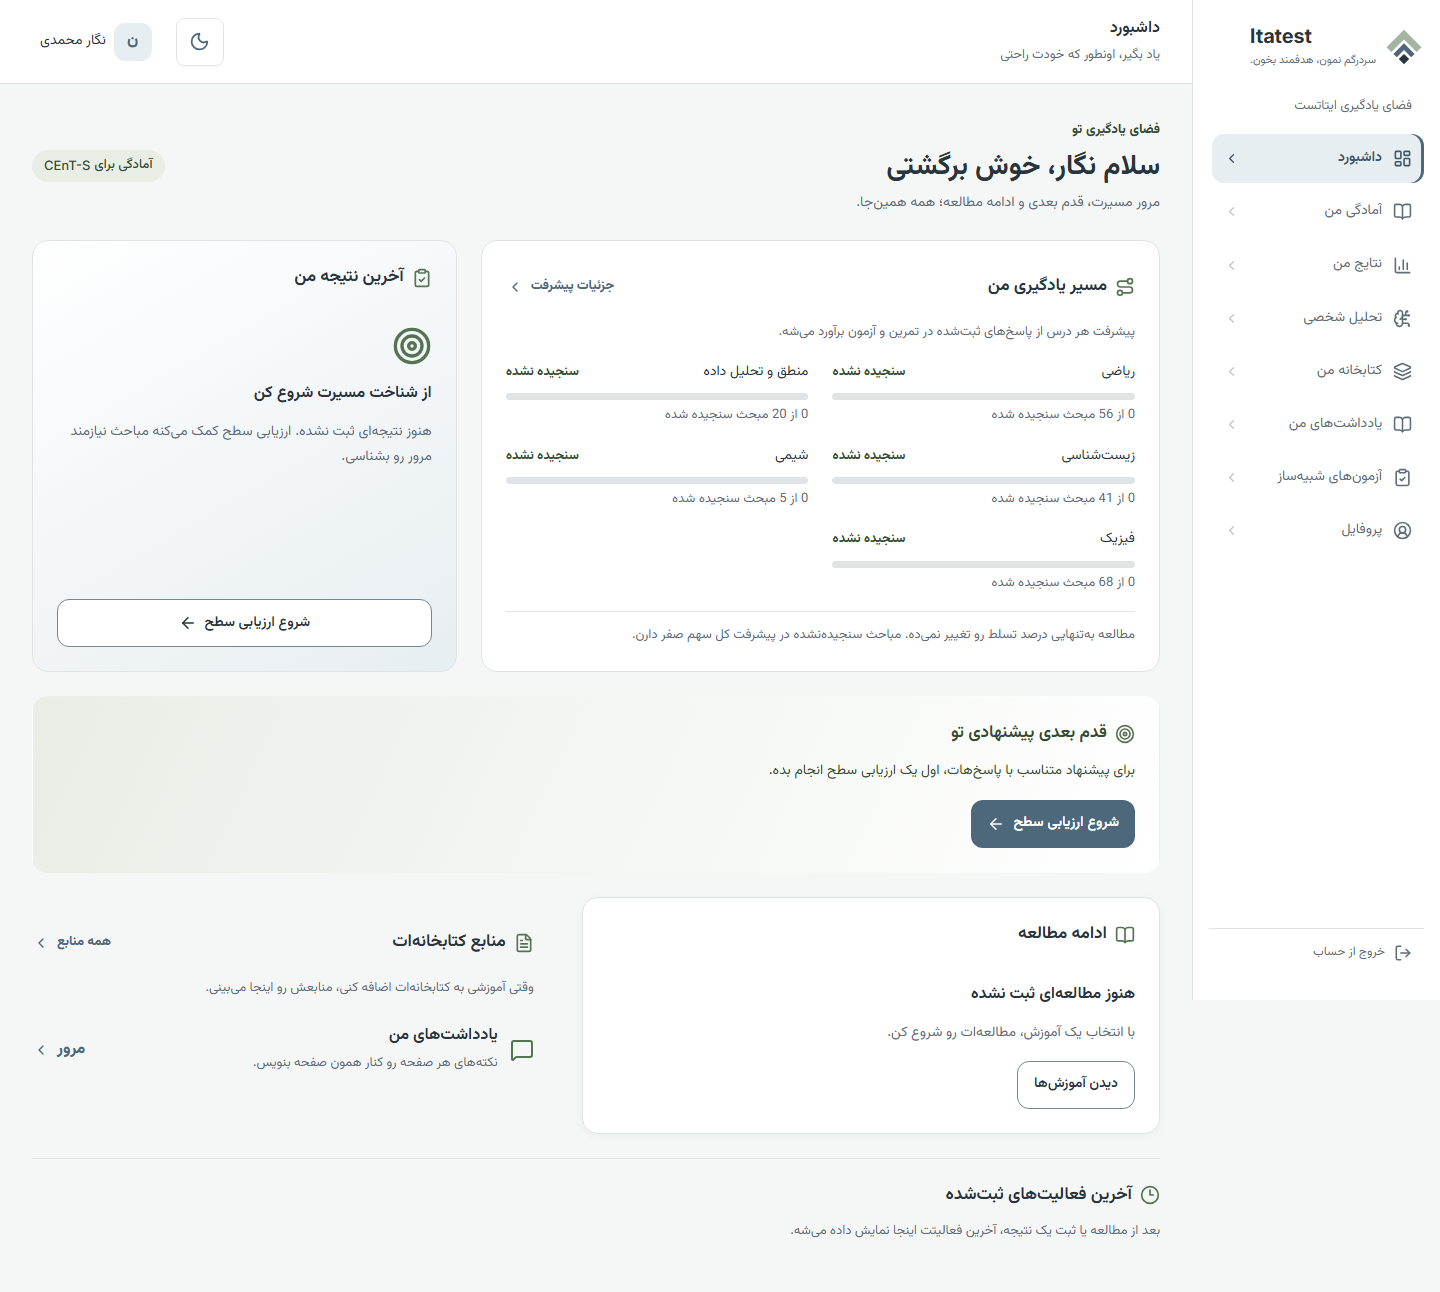 Itatest
سردرگم نمون، هدفمند بخون.
فضای یادگیری ایتاتست
داشبورد
آمادگی من
نتایج من
تحلیل شخصی
کتابخانه من
یادداشت‌های من
آزمون‌های شبیه‌ساز
پروفایل
خروج از حساب
داشبورد
یاد بگیر، اونطور که خودت راحتی
ن
نگار محمدی
فضای یادگیری تو
سلام نگار، خوش برگشتی
مرور مسیرت، قدم بعدی و ادامه مطالعه؛ همه همین‌جا.
آمادگی برای CEnT-S
مسیر یادگیری من
جزئیات پیشرفت
پیشرفت هر درس از پاسخ‌های ثبت‌شده در تمرین و آزمون برآورد می‌شه.
ریاضی
سنجیده نشده
0 از 56 مبحث سنجیده شده
منطق و تحلیل داده
سنجیده نشده
0 از 20 مبحث سنجیده شده
زیست‌شناسی
سنجیده نشده
0 از 41 مبحث سنجیده شده
شیمی
سنجیده نشده
0 از 5 مبحث سنجیده شده
فیزیک
سنجیده نشده
0 از 68 مبحث سنجیده شده
مطالعه به‌تنهایی درصد تسلط رو تغییر نمی‌ده. مباحث سنجیده‌نشده در پیشرفت کل سهم صفر دارن.
آخرین نتیجه من
از شناخت مسیرت شروع کن
هنوز نتیجه‌ای ثبت نشده. ارزیابی سطح کمک می‌کنه مباحث نیازمند
مرور رو بشناسی.
شروع ارزیابی سطح
قدم بعدی پیشنهادی تو
برای پیشنهاد متناسب با پاسخ‌هات، اول یک ارزیابی سطح انجام بده.
شروع ارزیابی سطح
ادامه مطالعه
هنوز مطالعه‌ای ثبت نشده
با انتخاب یک آموزش، مطالعه‌ات رو شروع کن.
دیدن آموزش‌ها
منابع کتابخانه‌ات
همه منابع
وقتی آموزشی به کتابخانه‌ات اضافه کنی، منابعش رو اینجا می‌بینی.
یادداشت‌های من
نکته‌های هر صفحه رو کنار همون صفحه بنویس.
مرور
آخرین فعالیت‌های ثبت‌شده
بعد از مطالعه یا ثبت یک نتیجه، آخرین فعالیتت اینجا نمایش داده می‌شه.